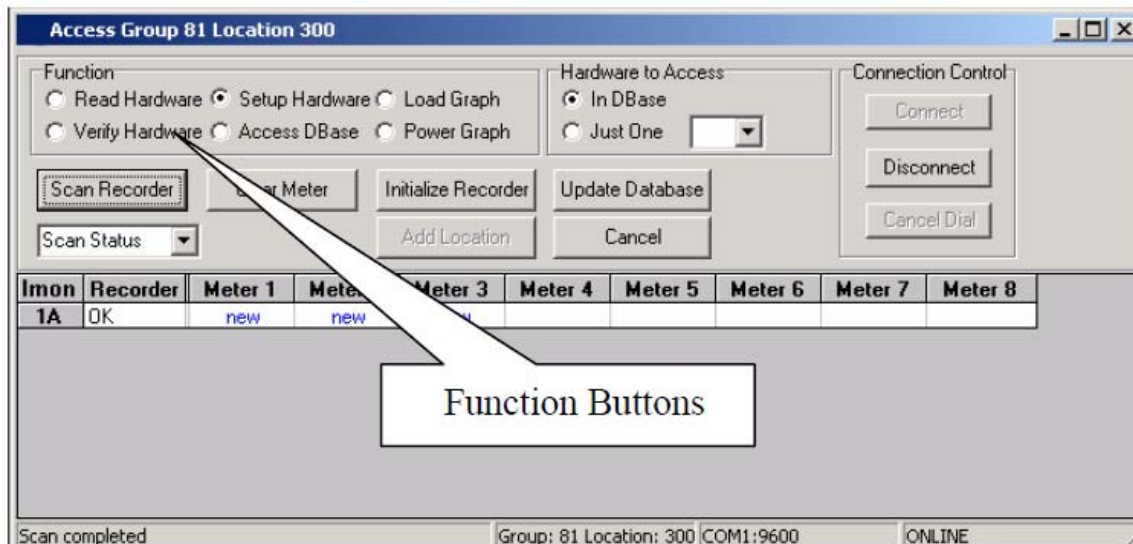 Access Group 81 Location 300
Function
Read Hardware Setup Hardware Load Graph
Verify Hardware Access DBase Power Graph
Hardware to Access
In DBase
Just One
Connection Control
Connect
Disconnect
Cancel Dial
Scan Recorder Meter Initialize Recorder Update Database
Scan Status Add Location Cancel
Imon Recorder Meter 1 Meter 3 Meter 4 Meter 5 Meter 6 Meter 7 Meter 8
1A OK new new
Function Buttons
Scan completed Group: 81 Location: 300 COM1:9600 ONLINE